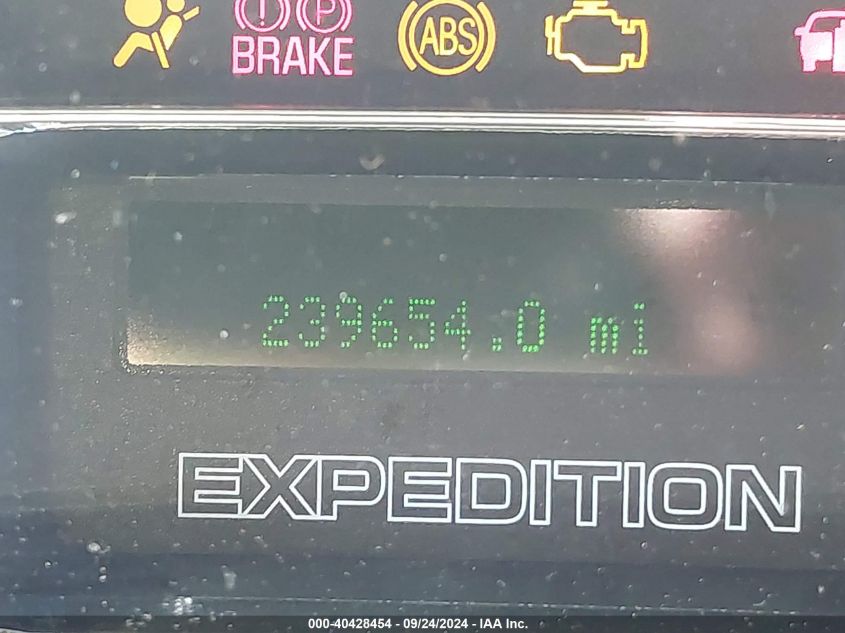 ! P ABS
BRAKE
239654.0 mi
EXPEDITION
000-40428454 - 09/24/2024 - IAA Inc.